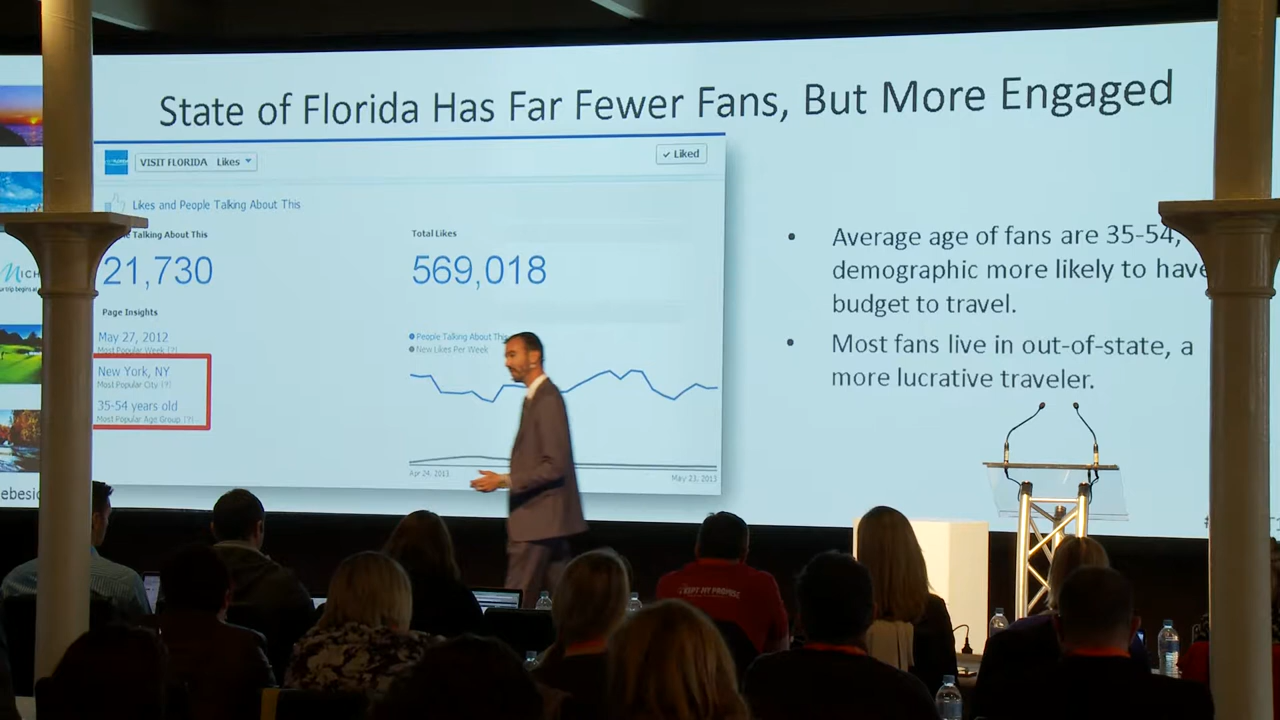 State of Florida Has Far Fewer Fans, But More Engaged
VISIT FLORIDA Likes
✓ Liked
Likes and People Talking About This
Talking About This
Total Likes
21,730
569,018
Page Insights
May 27, 2012
Most Popular Week [?]
New York, NY
Most Popular City [?]
35-54 years old
Most Popular Age Group [?]
People Talking About This
New Likes Per Week
Apr 24, 2013
May 23, 2013
• Average age of fans are 35-54,
demographic more likely to have
budget to travel.
• Most fans live in out-of-state, a
more lucrative traveler.
MICH